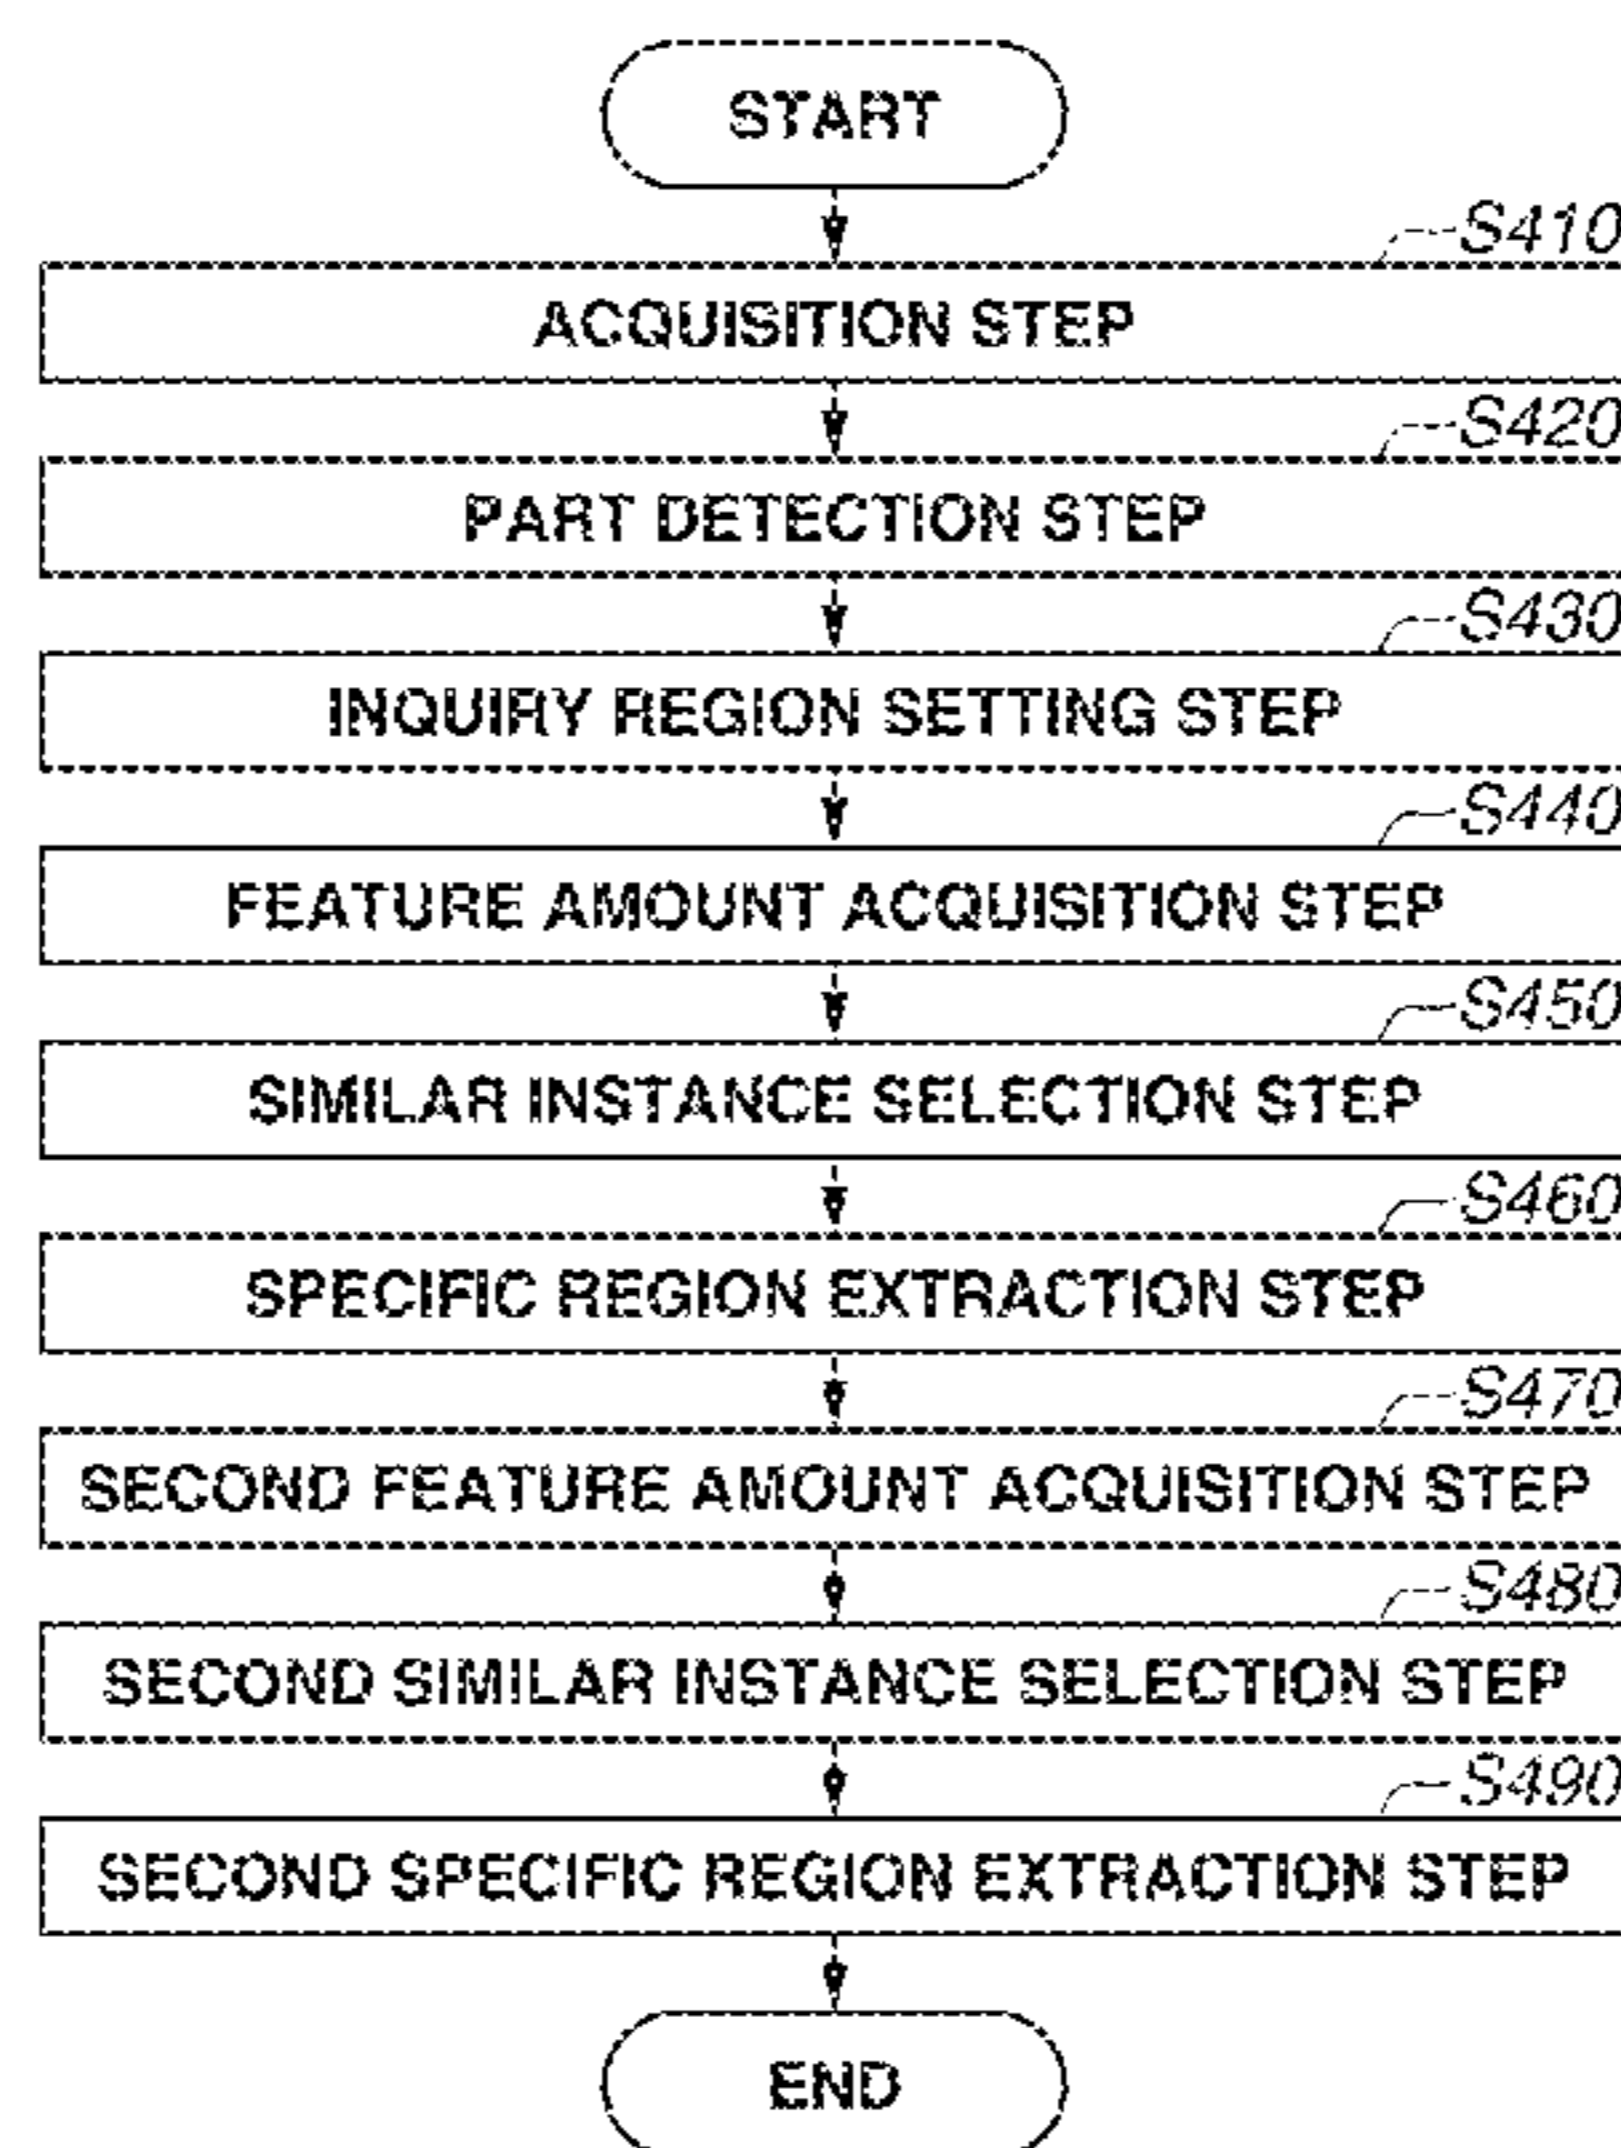 START
S410
ACQUISITION STEP
S420
PART DETECTION STEP
S430
INQUIRY REGION SETTING STEP
S440
FEATURE AMOUNT ACQUISITION STEP
S450
SIMILAR INSTANCE SELECTION STEP
S460
SPECIFIC REGION EXTRACTION STEP
S470
SECOND FEATURE AMOUNT ACQUISITION STEP
S480
SECOND SIMILAR INSTANCE SELECTION STEP
S490
SECOND SPECIFIC REGION EXTRACTION STEP
END